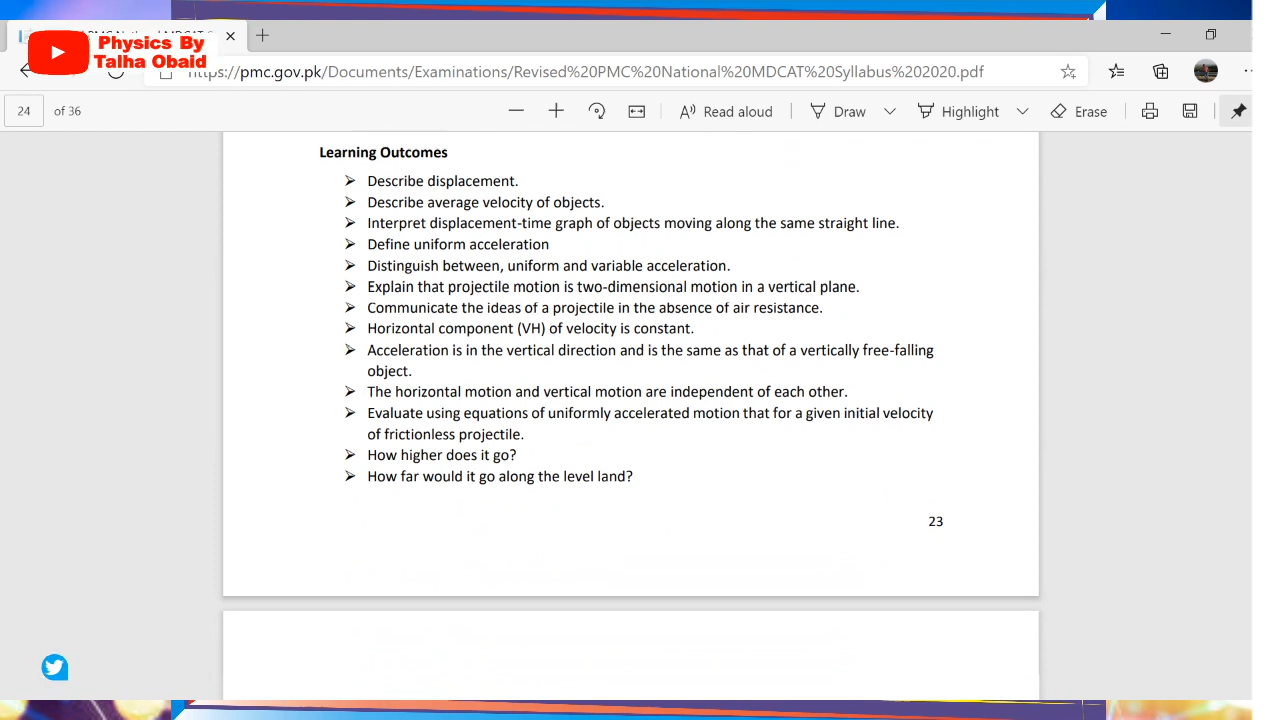 Physics By
Talha Obaid
https://pmc.gov.pk/Documents/Examinations/Revised%20PMC%20National%20MDCAT%20Syllabus%202020.pdf
24 of 36
Read aloud
Draw
Highlight
Erase
Learning Outcomes
➢ Describe displacement.
➢ Describe average velocity of objects.
➢ Interpret displacement-time graph of objects moving along the same straight line.
➢ Define uniform acceleration
➢ Distinguish between, uniform and variable acceleration.
➢ Explain that projectile motion is two-dimensional motion in a vertical plane.
➢ Communicate the ideas of a projectile in the absence of air resistance.
➢ Horizontal component (VH) of velocity is constant.
➢ Acceleration is in the vertical direction and is the same as that of a vertically free-falling
object.
➢ The horizontal motion and vertical motion are independent of each other.
➢ Evaluate using equations of uniformly accelerated motion that for a given initial velocity
of frictionless projectile.
➢ How higher does it go?
➢ How far would it go along the level land?
23